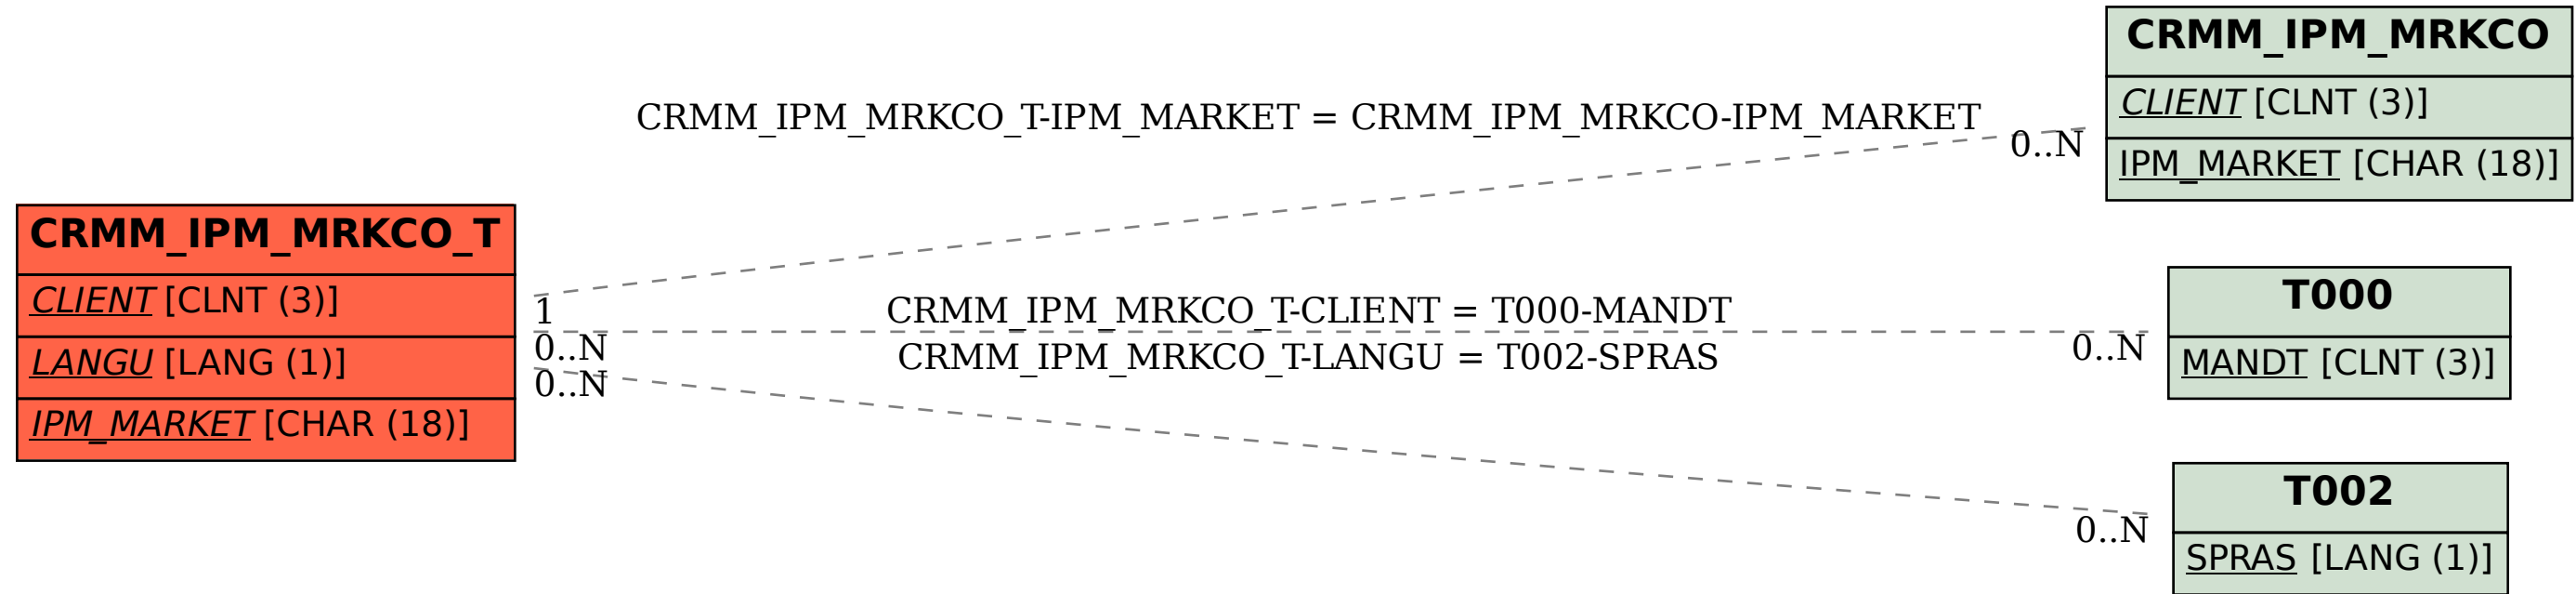 CRMM_IPM_MRKCO_T
CLIENT [CLNT (3)]
LANGU [LANG (1)]
IPM_MARKET [CHAR (18)]
CRMM_IPM_MRKCO_T-IPM_MARKET = CRMM_IPM_MRKCO-IPM_MARKET
1
0..N
CRMM_IPM_MRKCO_T-CLIENT = T000-MANDT
0..N
0..N
CRMM_IPM_MRKCO_T-LANGU = T002-SPRAS
0..N
0..N
CRMM_IPM_MRKCO
CLIENT [CLNT (3)]
IPM_MARKET [CHAR (18)]
T000
MANDT [CLNT (3)]
T002
SPRAS [LANG (1)]